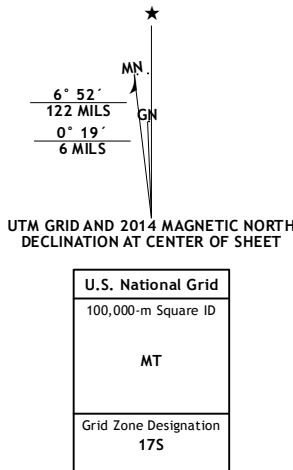 ★
MN
6° 52´
122 MILS
GN
0° 19´
6 MILS
UTM GRID AND 2014 MAGNETIC NORTH
DECLINATION AT CENTER OF SHEET
U.S. National Grid
100,000-m Square ID
MT
Grid Zone Designation
17S